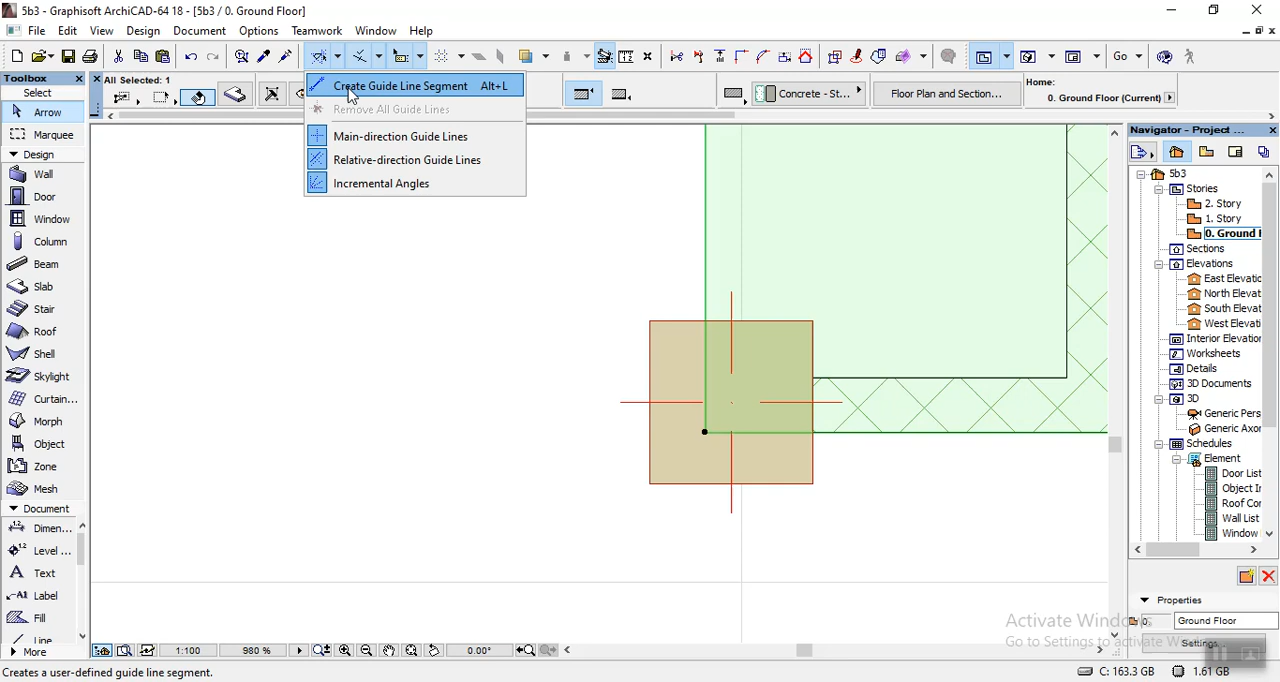 5b3 - Graphisoft ArchiCAD-64 18 - [5b3 / 0. Ground Floor]
File Edit View Design Document Options Teamwork Window Help
Go
Toolbox
Select
Arrow
Marquee
Design
Wall
Door
Window
Column
Beam
Slab
Stair
Roof
Shell
Skylight
Curtain...
Morph
Object
Zone
Mesh
Document
Dimen...
Level ...
Text
Label
Fill
Line
More
All Selected: 1
Create Guide Line Segment Alt+L
Remove All Guide Lines
Main-direction Guide Lines
Relative-direction Guide Lines
Incremental Angles
Concrete - St...
Floor Plan and Section...
Home:
0. Ground Floor (Current)
Navigator - Project ...
5b3
Stories
2. Story
1. Story
0. Ground
Sections
Elevations
East Elevatic
North Elevat
South Elevat
West Elevati
Interior Elevation
Worksheets
Details
3D Documents
3D
Generic Pers
Generic Axor
Schedules
Element
Door List
Object In
Roof Cor
Wall List
Window
Properties
0.
Ground Floor
Settings...
Activate Windows
Go to Settings to activate Wind
1:100
980 %
0.00°
Creates a user-defined guide line segment.
C: 163.3 GB
1.61 GB